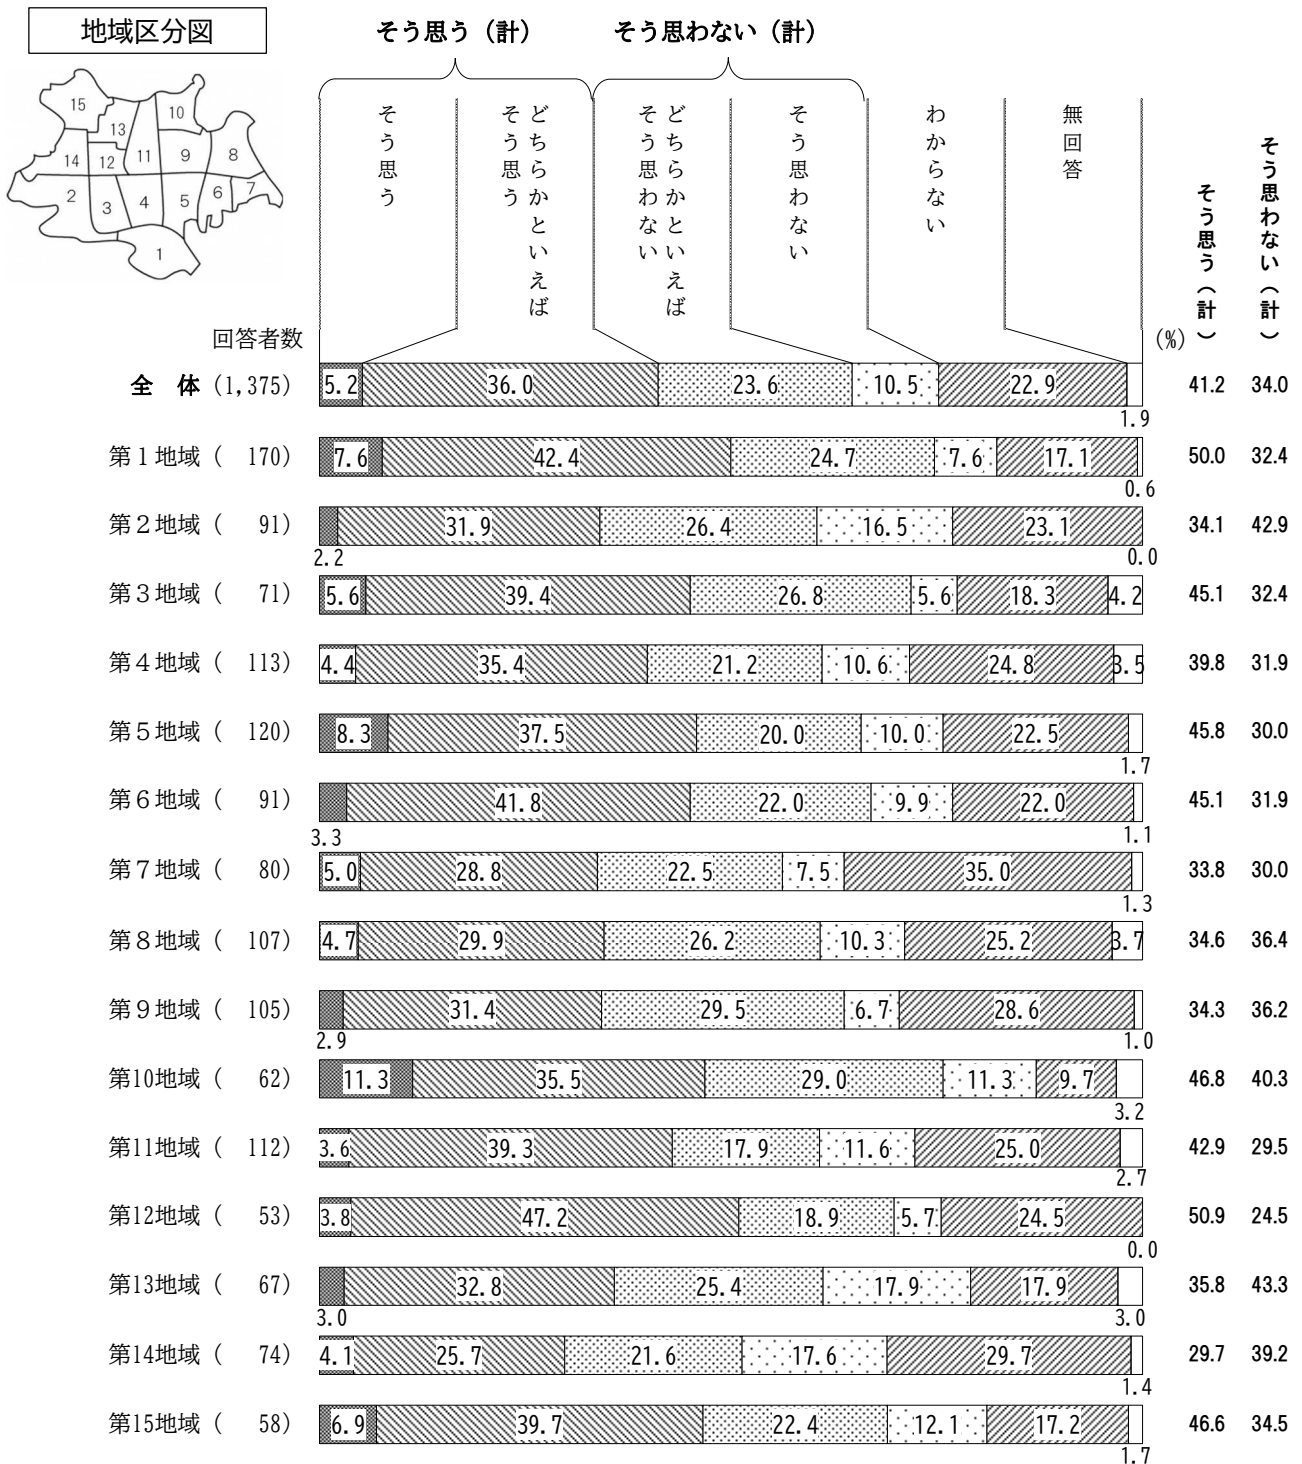 地域区分図
そう思う（計）
そう思わない（計）
15
10
13
14
12
11
9
8
2
3
4
5
6
7
1
そう思う
どちらかといえば
そう思う
どちらかといえば
そう思わない
そう思わない
わからない
無回答
そう思う（計）
そう思わない（計）
回答者数
(%)
全　体 (1,375) 5.2 36.0 23.6 10.5 22.9 1.9 41.2 34.0
第１地域 ( 170) 7.6 42.4 24.7 7.6 17.1 0.6 50.0 32.4
第２地域 ( 91) 2.2 31.9 26.4 16.5 23.1 0.0 34.1 42.9
第３地域 ( 71) 5.6 39.4 26.8 5.6 18.3 4.2 45.1 32.4
第４地域 ( 113) 4.4 35.4 21.2 10.6 24.8 3.5 39.8 31.9
第５地域 ( 120) 8.3 37.5 20.0 10.0 22.5 1.7 45.8 30.0
第６地域 ( 91) 3.3 41.8 22.0 9.9 22.0 1.1 45.1 31.9
第７地域 ( 80) 5.0 28.8 22.5 7.5 35.0 1.3 33.8 30.0
第８地域 ( 107) 4.7 29.9 26.2 10.3 25.2 3.7 34.6 36.4
第９地域 ( 105) 2.9 31.4 29.5 6.7 28.6 1.0 34.3 36.2
第10地域 ( 62) 11.3 35.5 29.0 11.3 9.7 3.2 46.8 40.3
第11地域 ( 112) 3.6 39.3 17.9 11.6 25.0 2.7 42.9 29.5
第12地域 ( 53) 3.8 47.2 18.9 5.7 24.5 0.0 50.9 24.5
第13地域 ( 67) 3.0 32.8 25.4 17.9 17.9 3.0 35.8 43.3
第14地域 ( 74) 4.1 25.7 21.6 17.6 29.7 1.4 29.7 39.2
第15地域 ( 58) 6.9 39.7 22.4 12.1 17.2 1.7 46.6 34.5